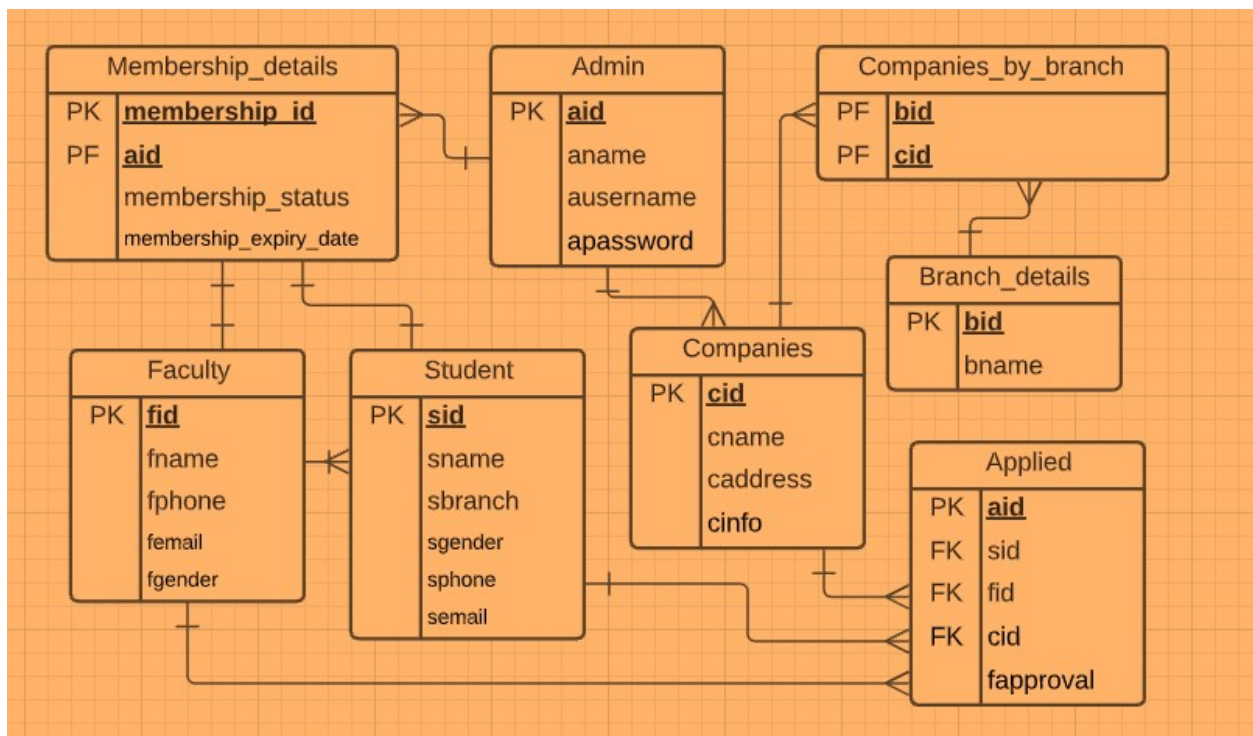 Membership_details
PK membership_id
PF aid
membership_status
membership_expiry_date
Admin
PK aid
aname
ausername
apassword
Companies_by_branch
PF bid
PF cid
Branch_details
PK bid
bname
Faculty
PK fid
fname
fphone
femail
fgender
Student
PK sid
sname
sbranch
sgender
sphone
semail
Companies
PK cid
cname
caddress
cinfo
Applied
PK aid
FK sid
FK fid
FK cid
fapproval